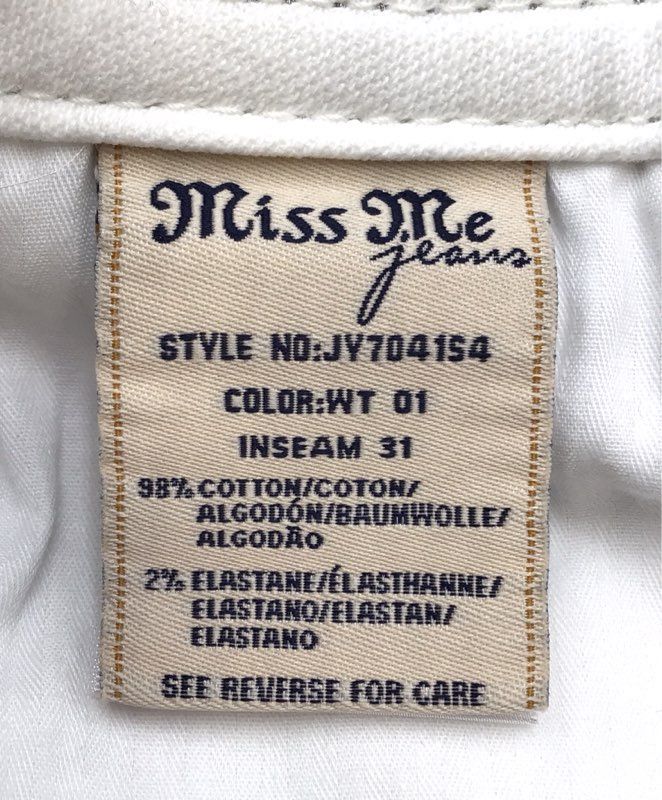 Miss Me
jeans
STYLE NO:JY7041S4
COLOR:WT 01
INSEAM 31
98% COTTON/COTON/
ALGODÓN/BAUMWOLLE/
ALGODÃO
2% ELASTANE/ÉLASTHANNE/
ELASTANO/ELASTAN/
ELASTANO
SEE REVERSE FOR CARE